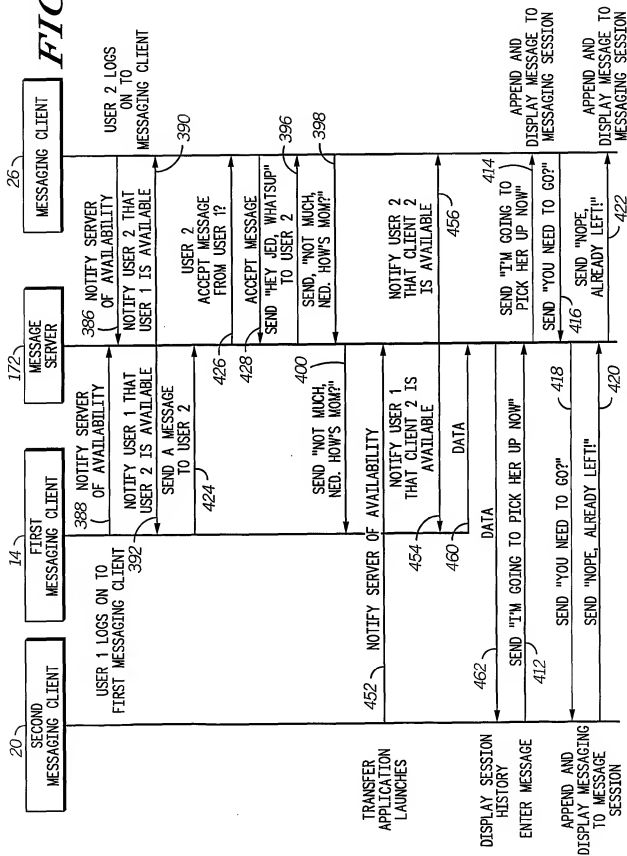 FIG
20
SECOND
MESSAGING CLIENT
14
FIRST
MESSAGING CLIENT
172
MESSAGE
SERVER
26
MESSAGING CLIENT
USER 2 LOGS
ON TO
MESSAGING CLIENT
386 NOTIFY SERVER
OF AVAILABILITY
388 NOTIFY SERVER
OF AVAILABILITY
USER 1 LOGS ON TO
FIRST MESSAGING CLIENT
NOTIFY USER 2 THAT
USER 1 IS AVAILABLE
390
NOTIFY USER 1 THAT
USER 2 IS AVAILABLE
392
SEND A MESSAGE
TO USER 2
424
USER 2
ACCEPT MESSAGE
FROM USER 1?
426
ACCEPT MESSAGE
428
SEND "HEY JED, WHATSUP"
TO USER 2
396
SEND, "NOT MUCH,
NED. HOW'S MOM?"
398
400
SEND "NOT MUCH,
NED. HOW'S MOM?"
TRANSFER
APPLICATION
LAUNCHES
452
NOTIFY SERVER OF AVAILABILITY
NOTIFY USER 1
THAT CLIENT 2 IS
AVAILABLE
454
NOTIFY USER 2
THAT CLIENT 2
IS AVAILABLE
456
DATA
460
DATA
462
DISPLAY SESSION
HISTORY
ENTER MESSAGE
SEND "I'M GOING TO PICK HER UP NOW"
412
SEND "I'M GOING TO
PICK HER UP NOW"
414
APPEND AND
DISPLAY MESSAGE TO
MESSAGING SESSION
SEND "YOU NEED TO GO?"
416
SEND "YOU NEED TO GO?"
418
APPEND AND
DISPLAY MESSAGING
TO MESSAGE
SESSION
SEND "NOPE, ALREADY LEFT!"
420
SEND "NOPE,
ALREADY LEFT!"
422
APPEND AND
DISPLAY MESSAGE TO
MESSAGING SESSION